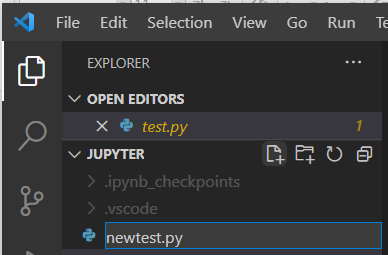 File Edit Selection View Go Run Te
EXPLORER
OPEN EDITORS
test.py 1
JUPYTER
.ipynb_checkpoints
.vscode
newtest.py